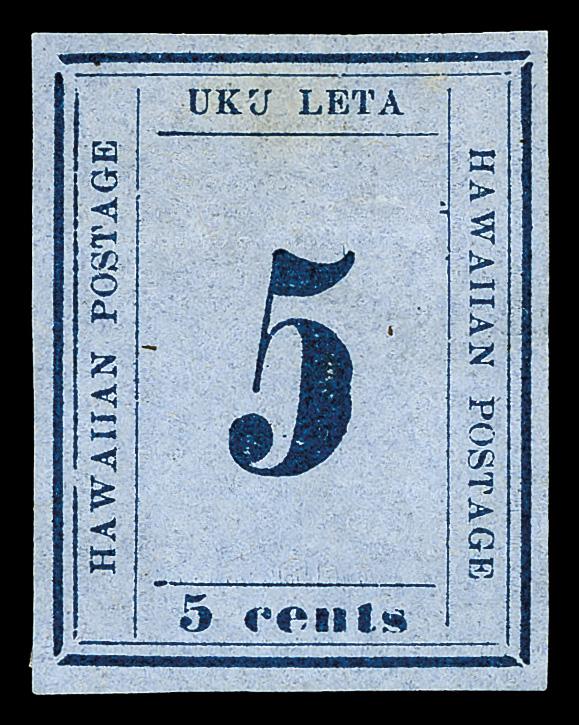 UKU LETA
HAWAIIAN POSTAGE
5
HAWAIIAN POSTAGE
5 cents